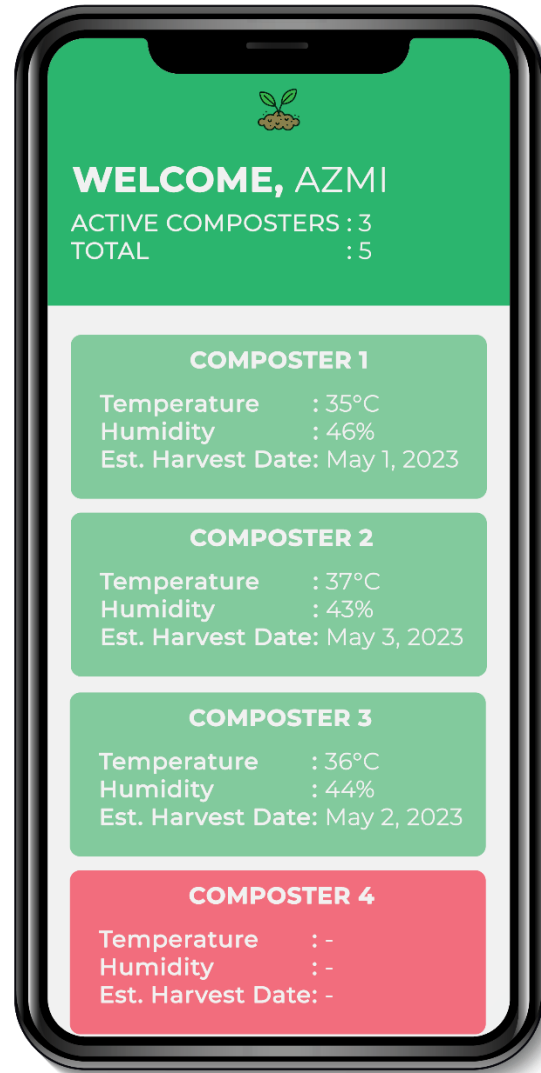 WELCOME, AZMI
ACTIVE COMPOSTERS : 3
TOTAL : 5
COMPOSTER 1
Temperature : 35°C
Humidity : 46%
Est. Harvest Date: May 1, 2023
COMPOSTER 2
Temperature : 37°C
Humidity : 43%
Est. Harvest Date: May 3, 2023
COMPOSTER 3
Temperature : 36°C
Humidity : 44%
Est. Harvest Date: May 2, 2023
COMPOSTER 4
Temperature : -
Humidity : -
Est. Harvest Date: -